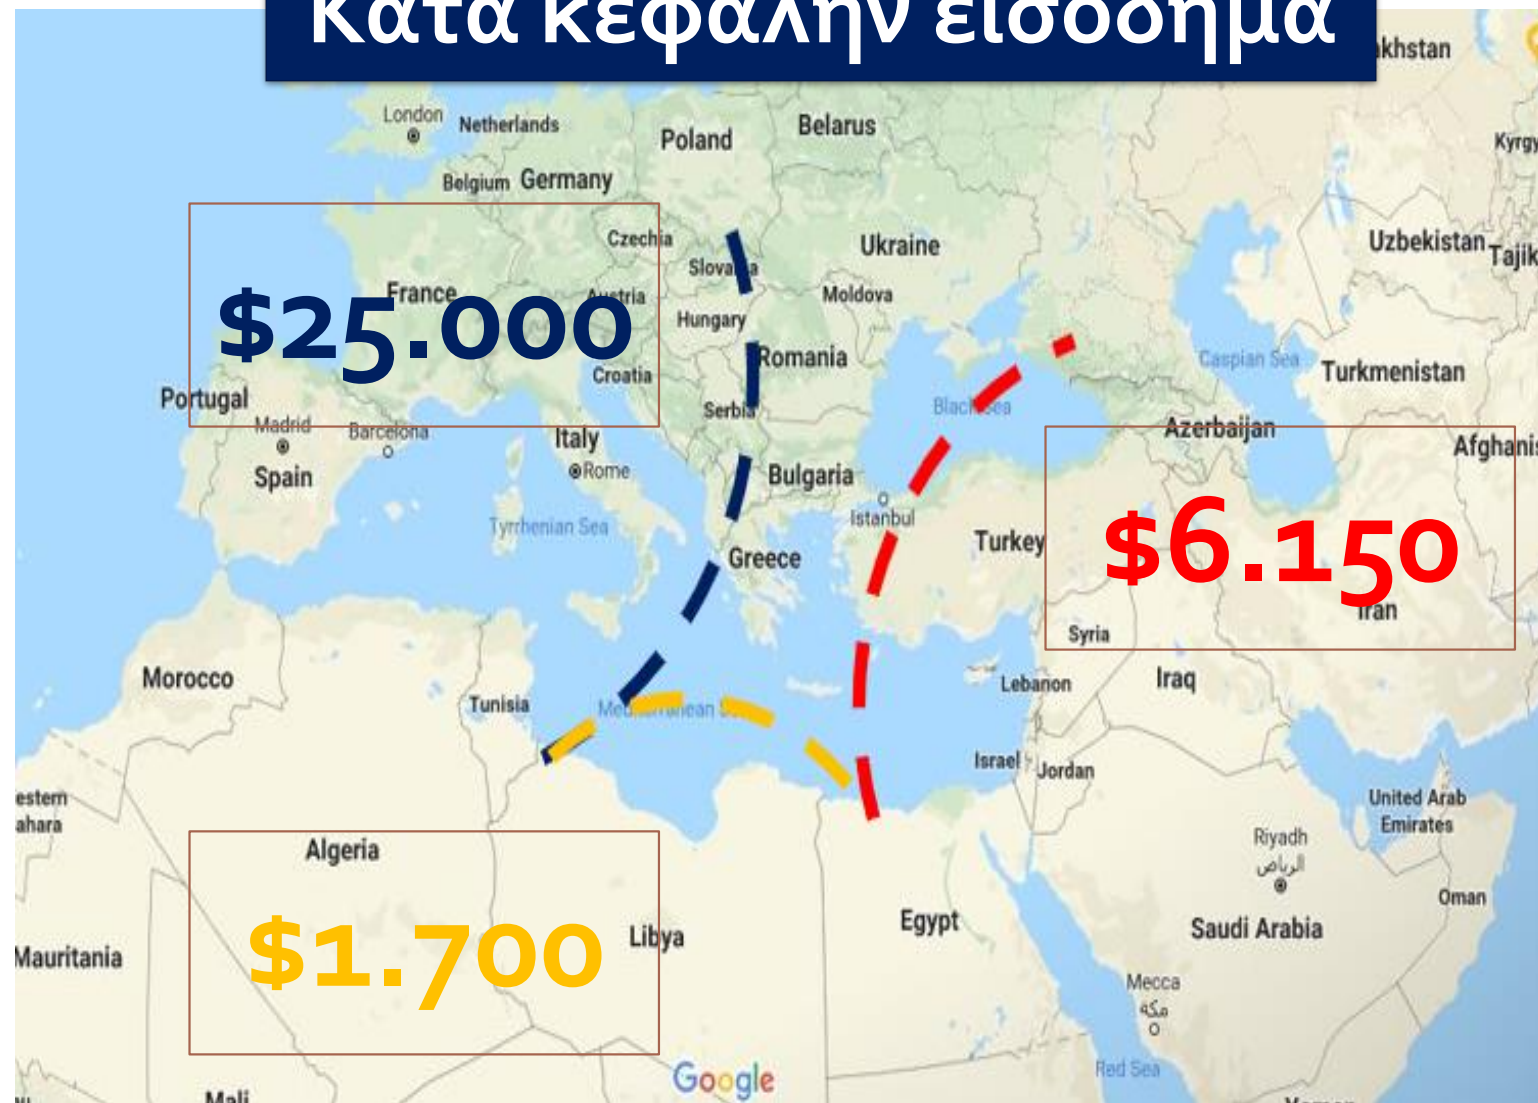 Κατά κεφαλήν εισόδημα
London
Netherlands
Poland
Belarus
Belgium
Germany
Czechia
Ukraine
Uzbekistan
$25.000
France
Austria
Moldova
Hungary
Romania
Caspian Sea
Turkmenistan
Croatia
Portugal
Serbia
Black Sea
Madrid
Barcelona
Italy
Azerbaijan
Spain
Rome
Bulgaria
Istanbul
Tyrrhenian Sea
Greece
Turkey
$6.150
Iran
Syria
Morocco
Tunisia
Lebanon
Iraq
Israel
Jordan
United Arab
Emirates
Algeria
Riyadh
الرياض
Oman
$1.700
Libya
Egypt
Saudi Arabia
Mauritania
Mecca
مكة
Google
Red Sea
Mali